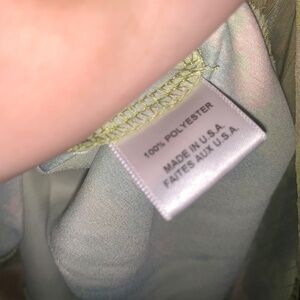 100% POLYESTER
MADE IN U.S.A.
FAITES AUX U.S.A.